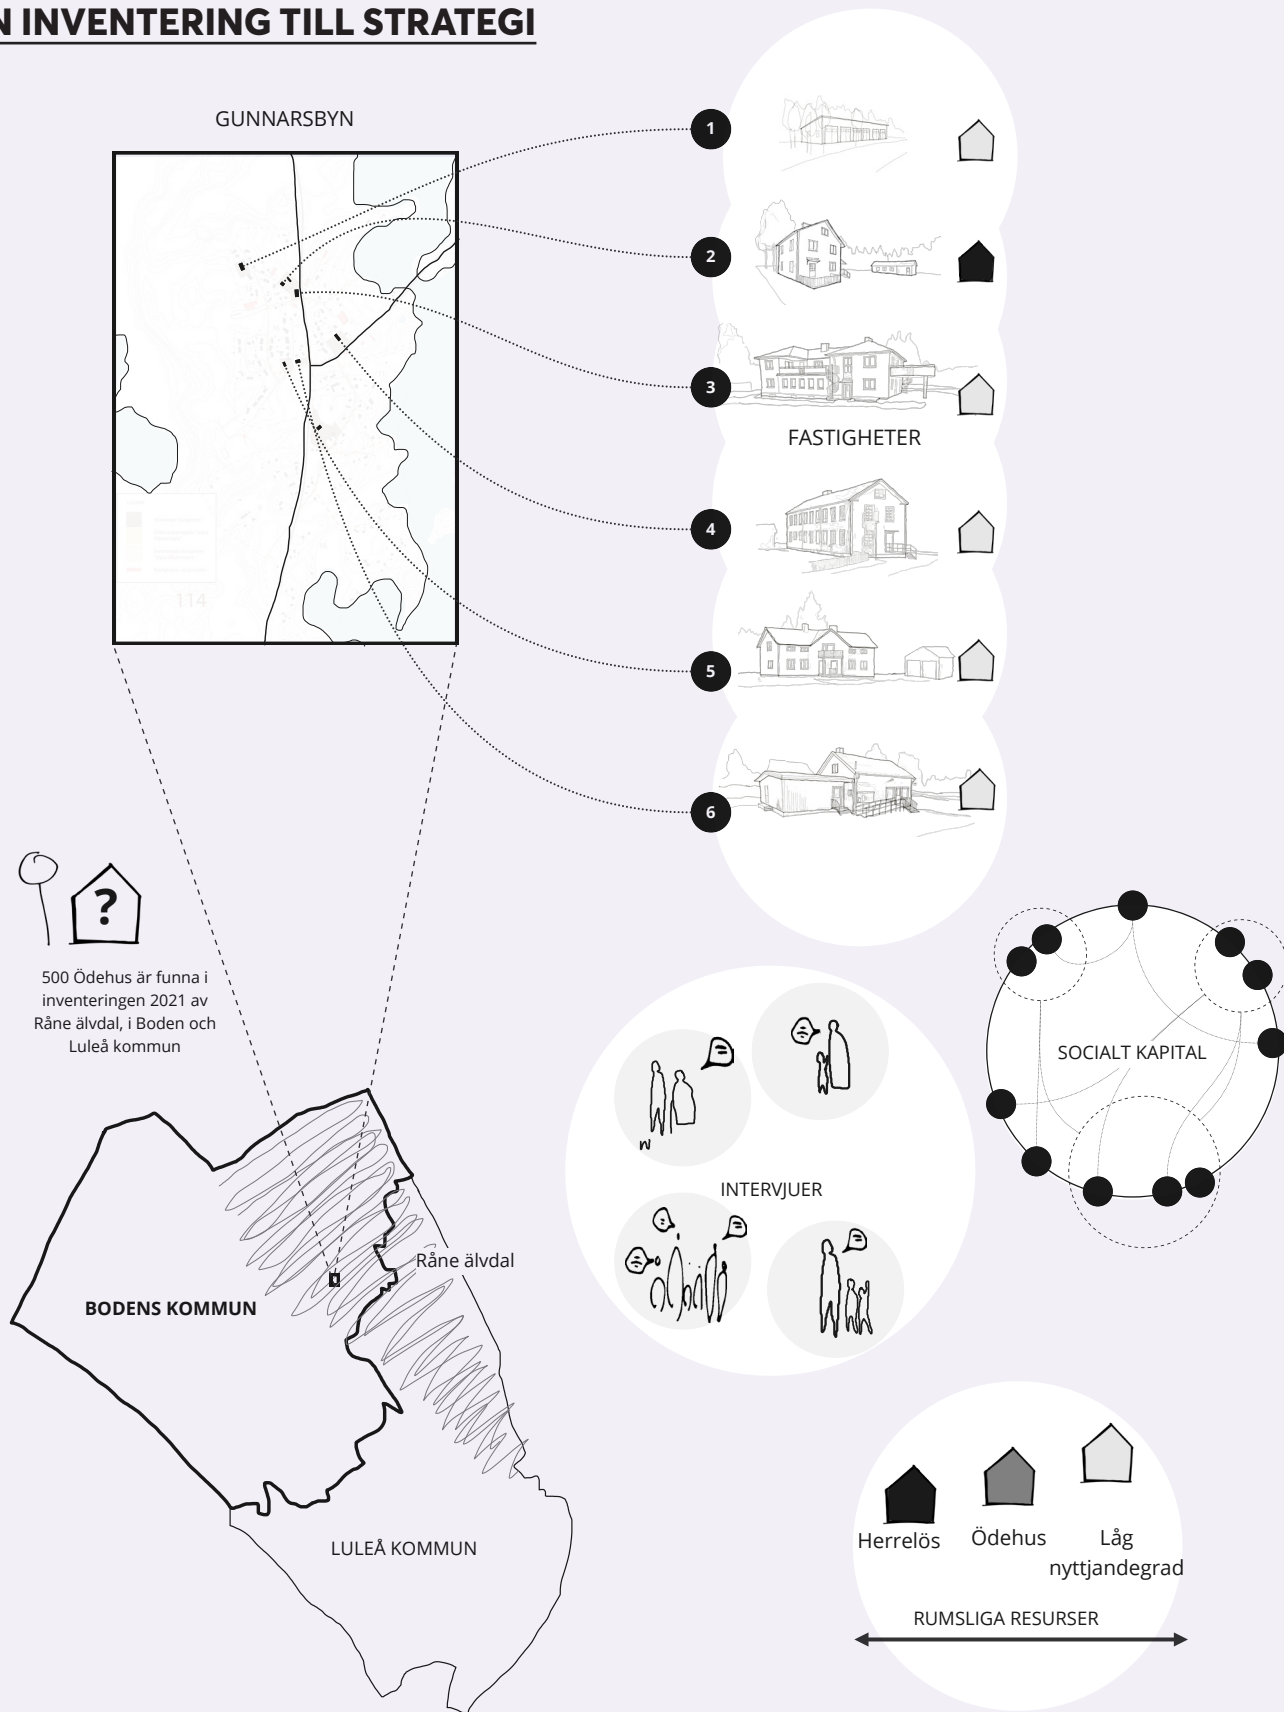 N INVENTERING TILL STRATEGI
GUNNARSBYN
114
1
2
3
FASTIGHETER
4
5
6
?
500 Ödehus är funna i
inventeringen 2021 av
Råne älvdal, i Boden och
Luleå kommun
SOCIALT KAPITAL
INTERVJUER
Råne älvdal
BODENS KOMMUN
LULEÅ KOMMUN
Herrelös
Ödehus
Låg
nyttjandegrad
RUMSLIGA RESURSER